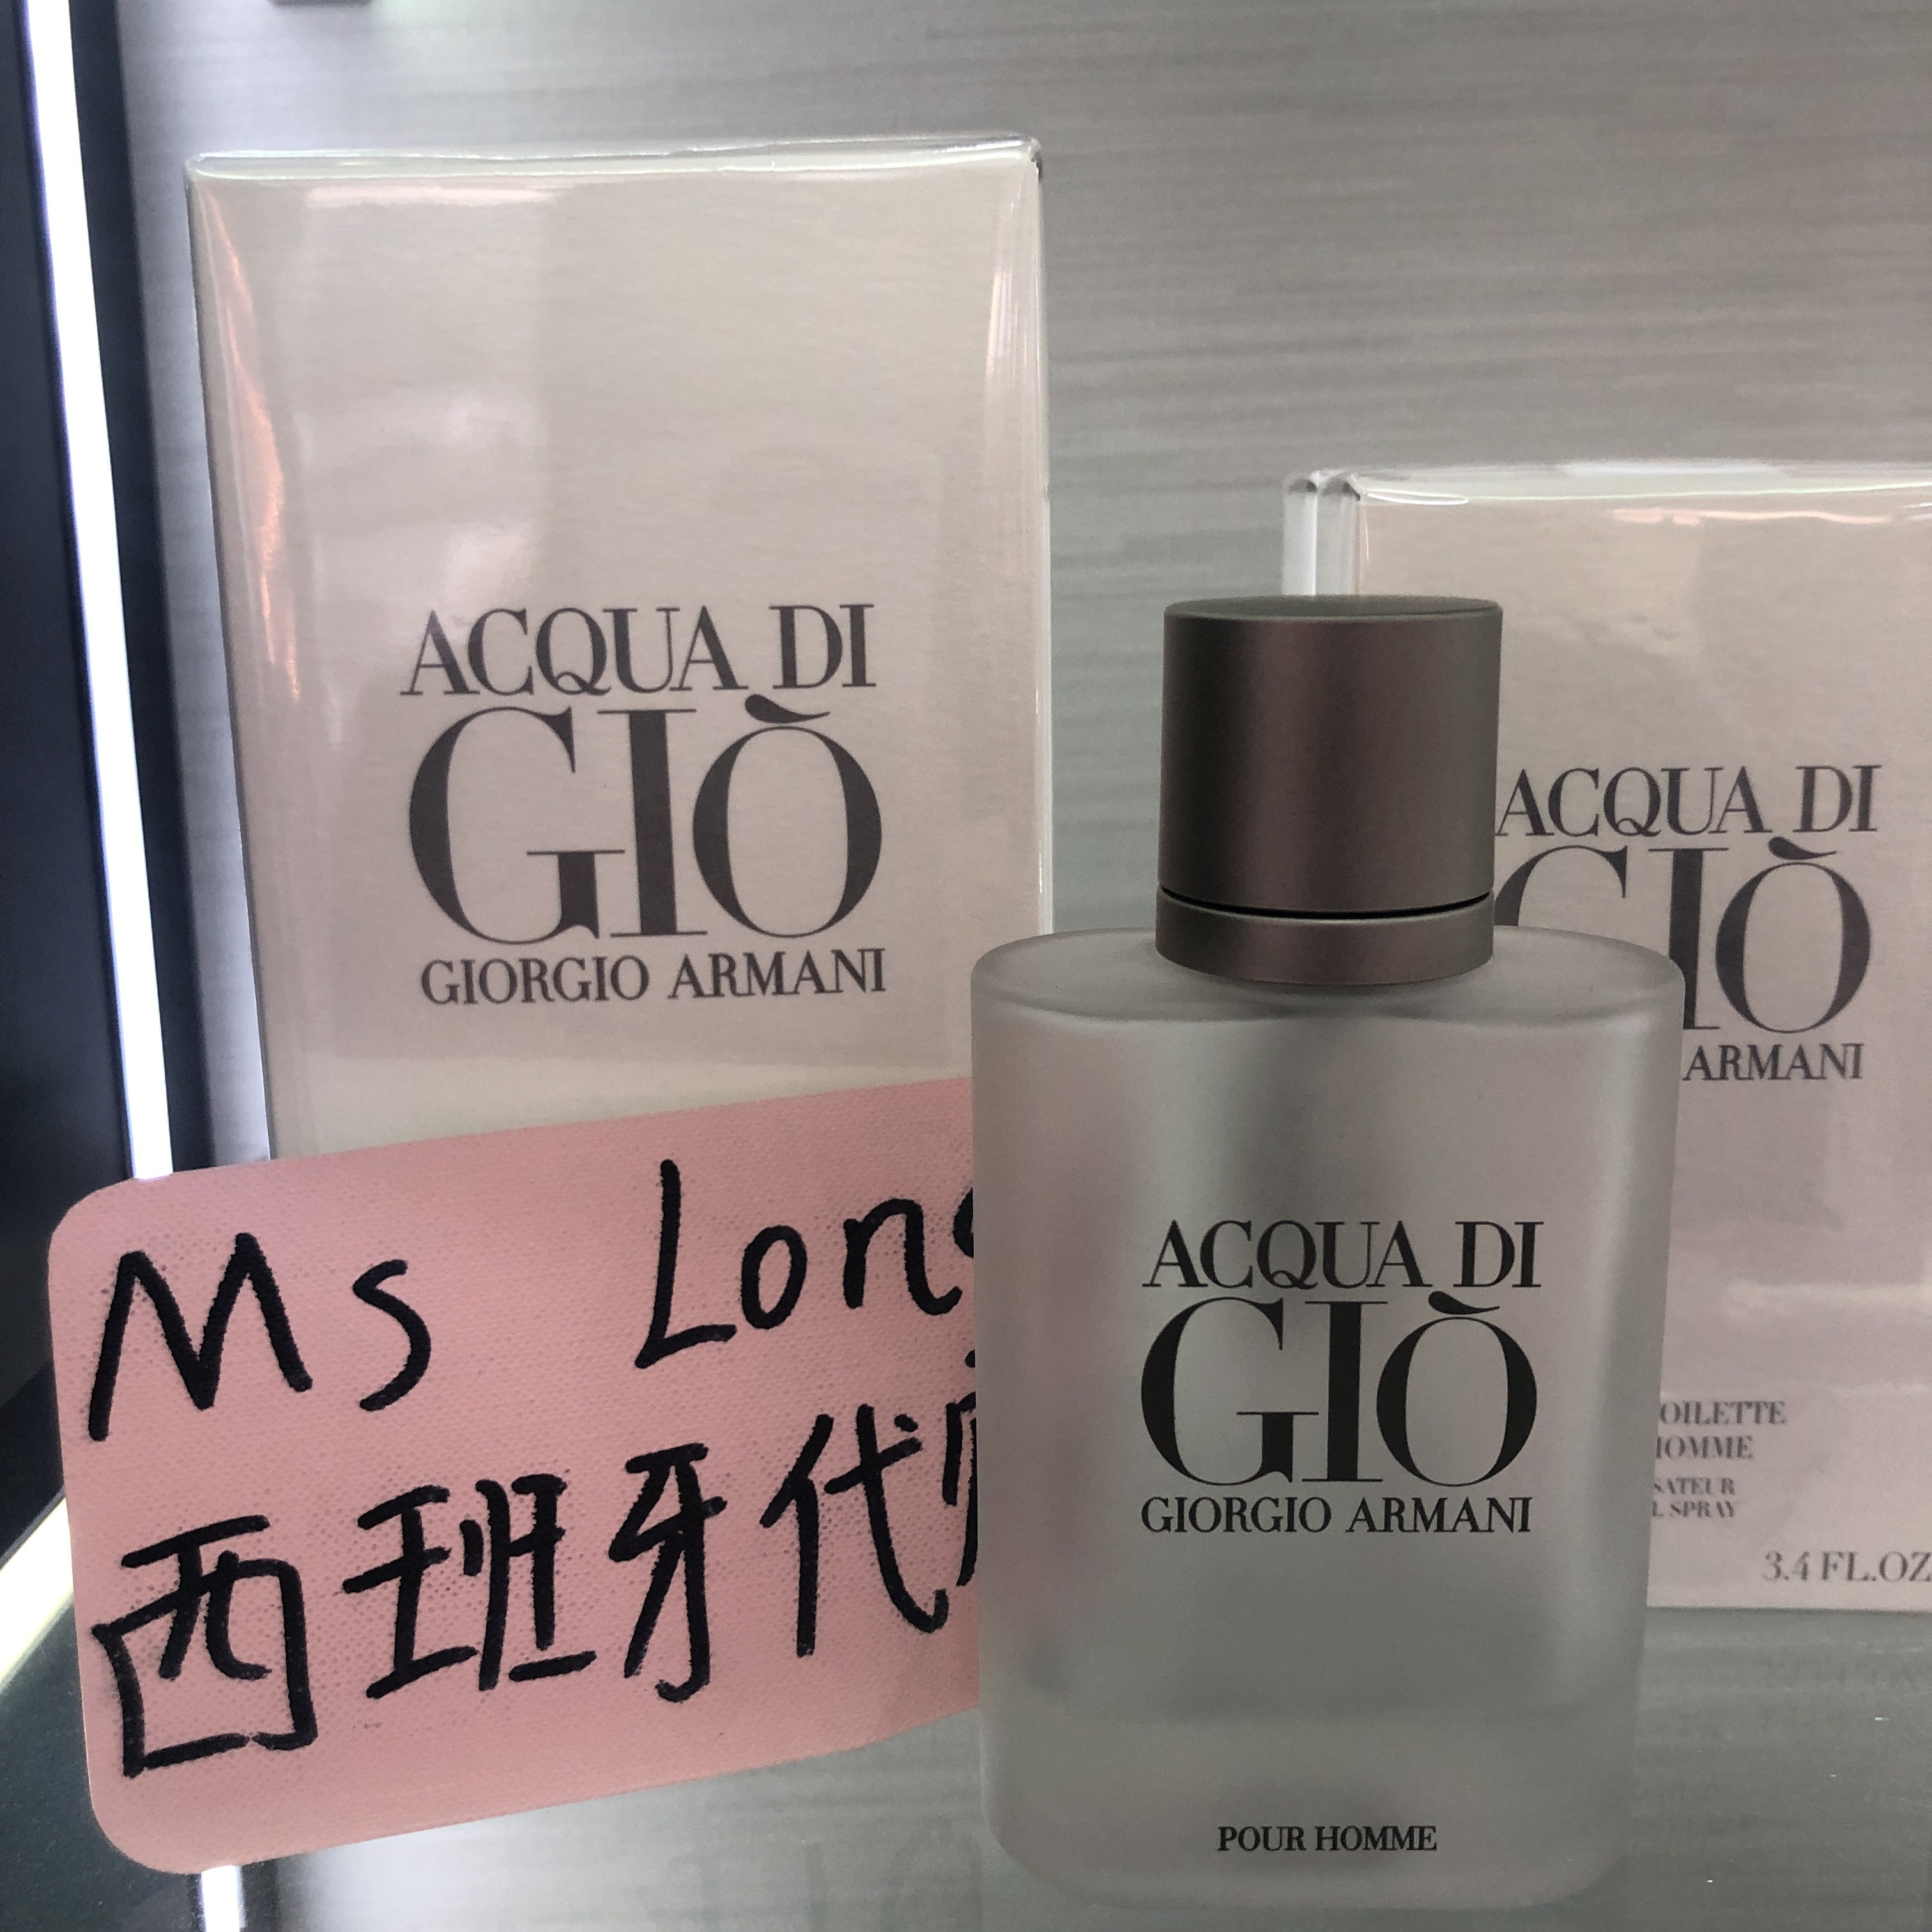 ACQUA DI
GIÒ
GIORGIO ARMANI
ACQUA DI
GIÒ
ARMANI
3.4 FL.OZ
Ms
西班牙代
ACQUA DI
GIÒ
GIORGIO ARMANI
POUR HOMME